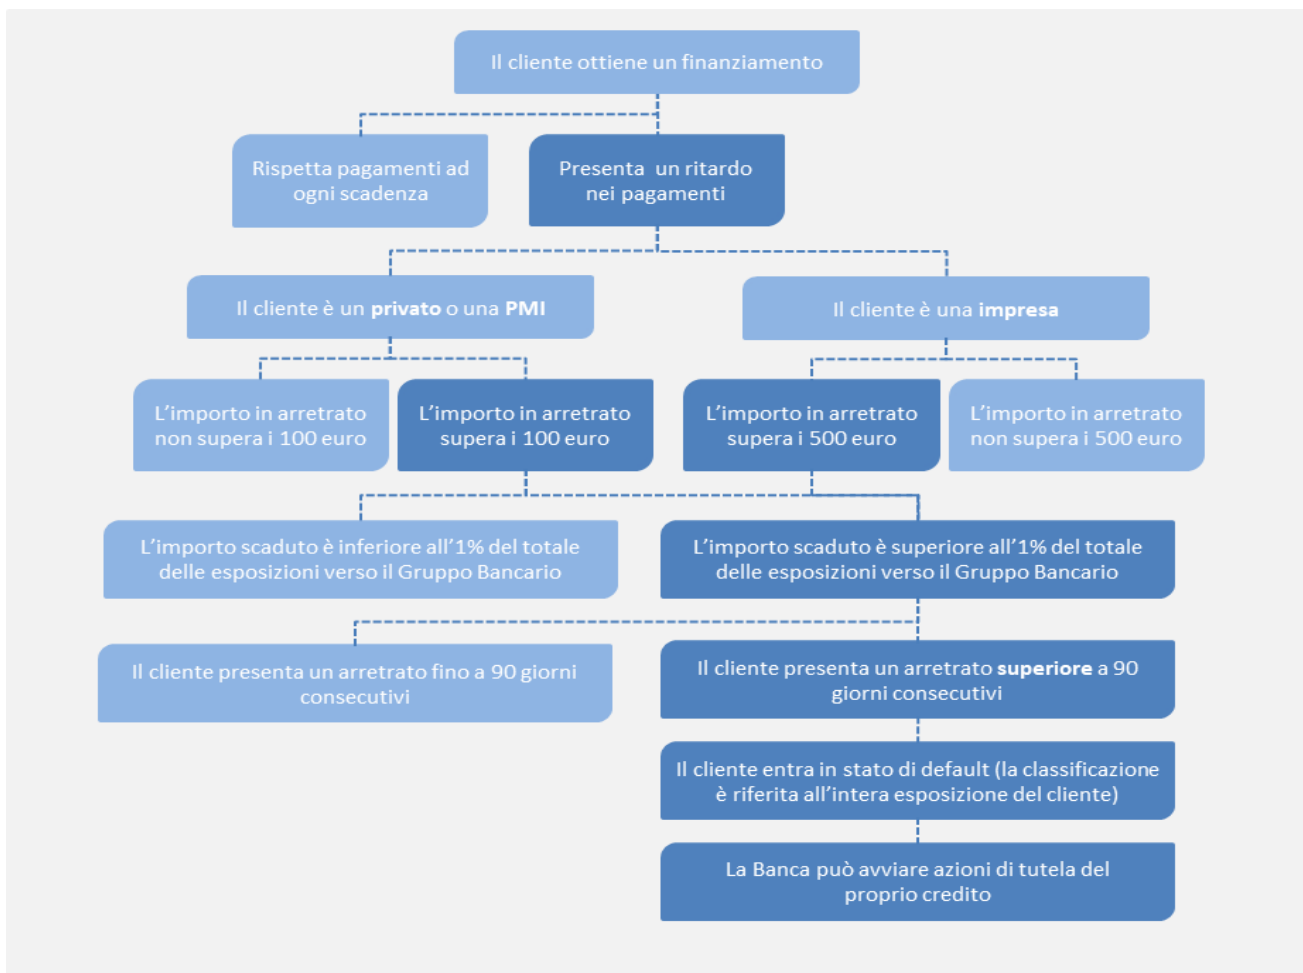 Il cliente ottiene un finanziamento
Rispetta pagamenti ad
ogni scadenza
Presenta un ritardo
nei pagamenti
Il cliente è un privato o una PMI
Il cliente è una impresa
L'importo in arretrato
non supera i 100 euro
L'importo in arretrato
supera i 100 euro
L'importo in arretrato
supera i 500 euro
L'importo in arretrato
non supera i 500 euro
L'importo scaduto è inferiore all'1% del totale
delle esposizioni verso il Gruppo Bancario
L'importo scaduto è superiore all'1% del totale
delle esposizioni verso il Gruppo Bancario
Il cliente presenta un arretrato fino a 90 giorni
consecutivi
Il cliente presenta un arretrato superiore a 90
giorni consecutivi
Il cliente entra in stato di default (la classificazione
è riferita all'intera esposizione del cliente)
La Banca può avviare azioni di tutela del
proprio credito